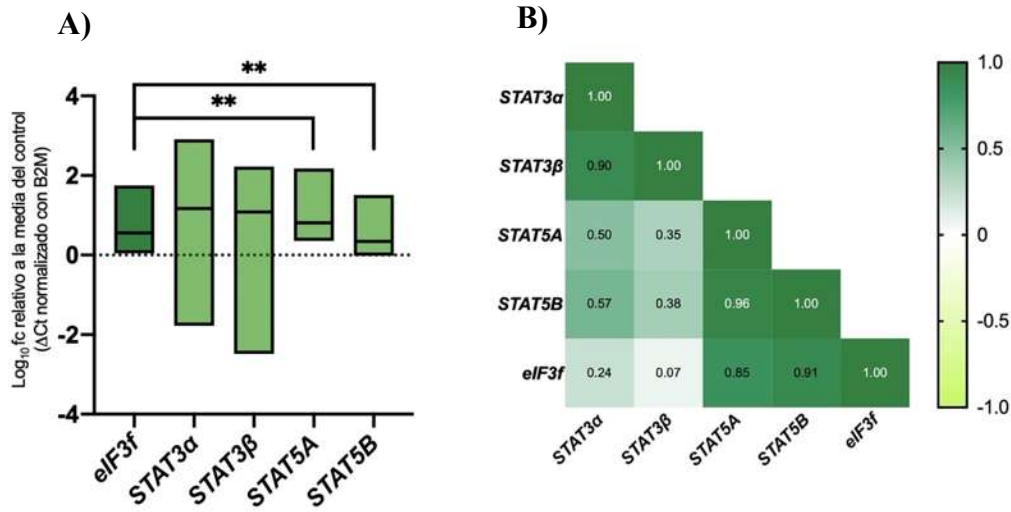 A)
**
**
Log10 fc relativo a la media del control
(ΔCt normalizado con B2M)
4
2
0
-2
-4
eIF3f
STAT3α
STAT3β
STAT5A
STAT5B
B)
STAT3α 1.00
STAT3β 0.90 1.00
STAT5A 0.50 0.35 1.00
STAT5B 0.57 0.38 0.96 1.00
eIF3f 0.24 0.07 0.85 0.91 1.00
STAT3α STAT3β STAT5A STAT5B eIF3f
1.0
0.5
0
-0.5
-1.0